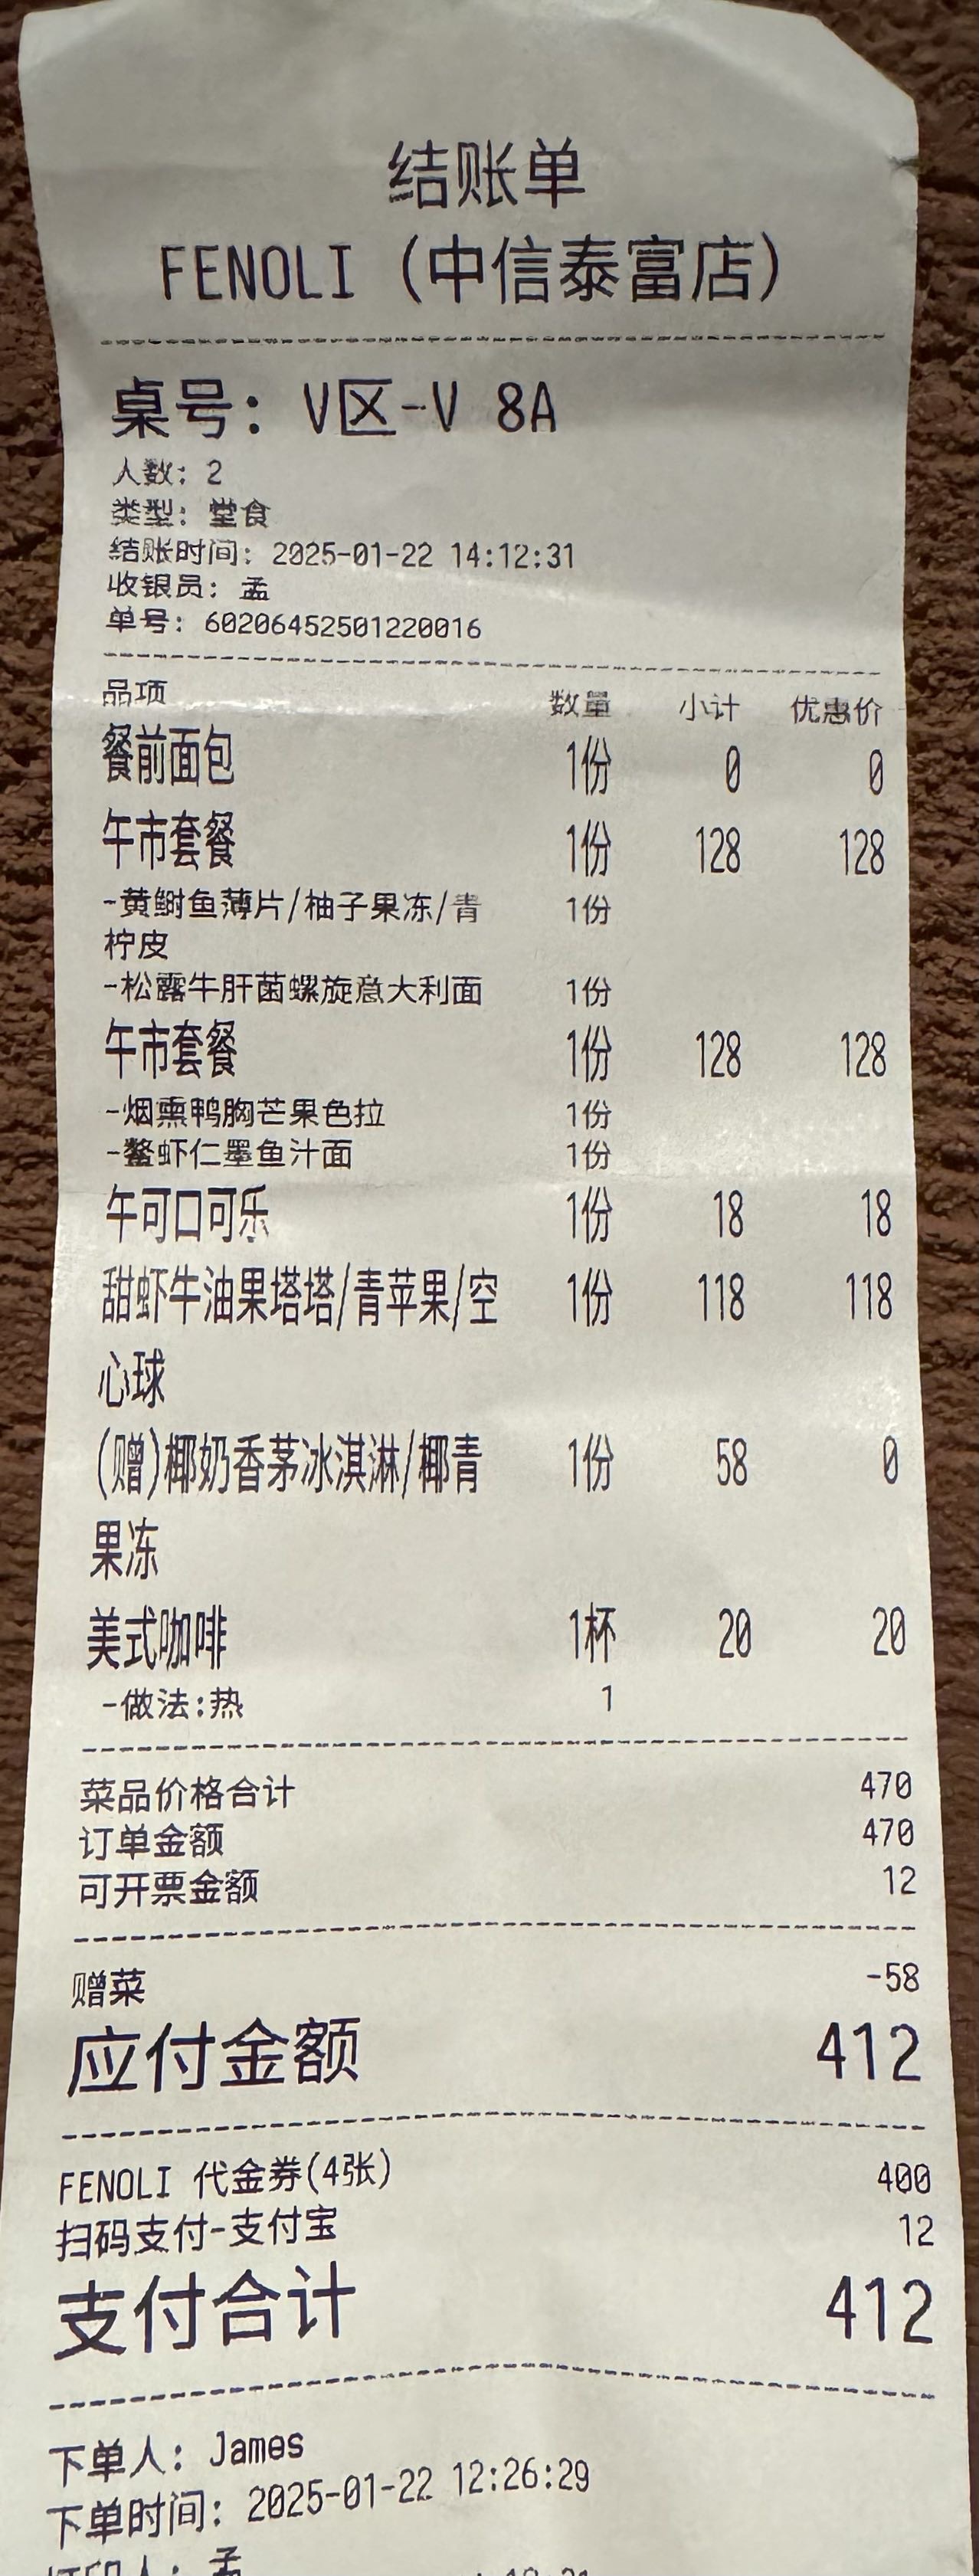 结账单
FENOLI (中信泰富店)
桌号: V区-V 8A
人数: 2
类型: 堂食
结账时间: 2025-01-22 14:12:31
收银员: 孟
单号: 60206452501220016
品项 数量 小计 优惠价
餐前面包 1份 0 0
午市套餐 1份 128 128
-黄鰤鱼薄片/柚子果冻/青 1份
柠皮
-松露牛肝菌螺旋意大利面 1份
午市套餐 1份 128 128
-烟熏鸭胸芒果色拉 1份
-鳌虾仁墨鱼汁面 1份
午可口可乐 1份 18 18
甜虾牛油果塔塔/青苹果/空 1份 118 118
心球
(赠)椰奶香茅冰淇淋/椰青 1份 58 0
果冻
美式咖啡 1杯 20 20
-做法:热 1
菜品价格合计 470
订单金额 470
可开票金额 12
赠菜 -58
应付金额 412
FENOLI 代金券(4张) 400
扫码支付-支付宝 12
支付合计 412
下单人: James
下单时间: 2025-01-22 12:26:29
打印人: 孟